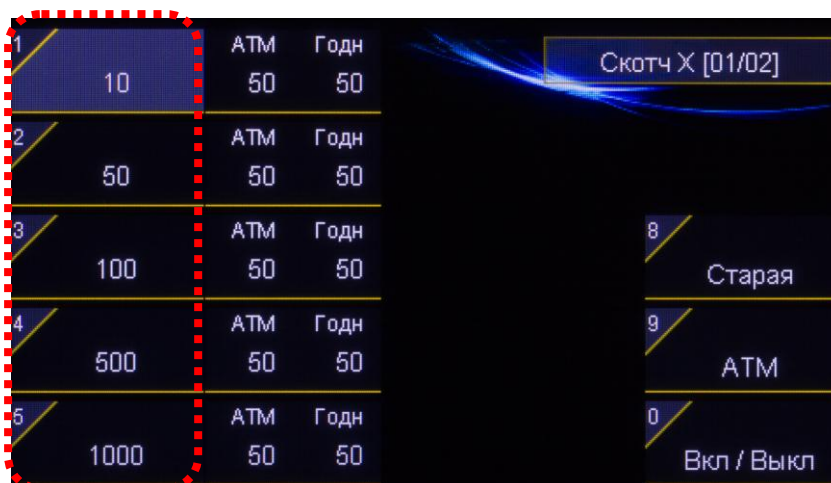 1 АТМ Годн
10 50 50
Скотч X [01/02]
2 АТМ Годн
50 50 50
3 АТМ Годн
100 50 50
8
Старая
4 АТМ Годн
500 50 50
9
АТМ
5 АТМ Годн
1000 50 50
0
Вкл / Выкл